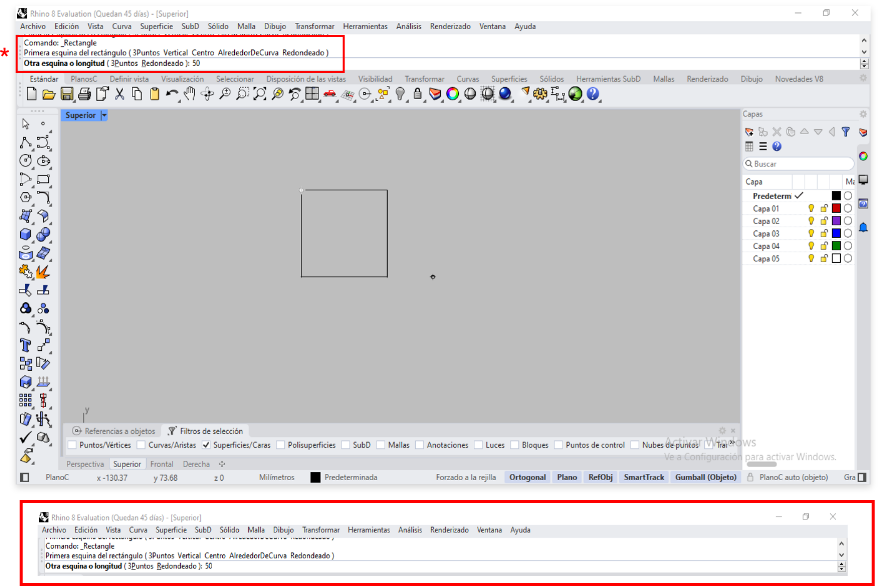 Rhino 8 Evaluation (Quedan 45 días) - [Superior]
Archivo Edición Vista Curva Superficie SubD Sólido Malla Dibujo Transformar Herramientas Análisis Renderizado Ventana Ayuda
*
Comando: _Rectangle
Primera esquina del rectángulo ( 3Puntos Vertical Centro AlrededorDeCurva Redondeado )
Otra esquina o longitud ( 3Puntos Redondeado ): 50
Estándar PlanosC Definir vista Visualización Seleccionar Disposición de las vistas Visibilidad Transformar Curvas Superficies Sólidos Herramientas SubD Mallas Renderizado Dibujo Novedades V8
Superior
Capas
Buscar
Capa Ma
Predeterm
Capa 01
Capa 02
Capa 03
Capa 04
Capa 05
y
Referencias a objetos Filtros de selección
Puntos/Vértices Curvas/Aristas Superficies/Caras Polisuperficies SubD Mallas Anotaciones Luces Bloques Puntos de control Nubes de puntos Tra
Activar Windows
Ve a Configuración para activar Windows.
Perspectiva Superior Frontal Derecha
PlanoC x -130.37 y 73.68 z 0 Milímetros Predeterminada Forzado a la rejilla Ortogonal Plano RefObj SmartTrack Gumball (Objeto) PlanoC auto (objeto) Gra
Rhino 8 Evaluation (Quedan 45 días) - [Superior]
Archivo Edición Vista Curva Superficie SubD Sólido Malla Dibujo Transformar Herramientas Análisis Renderizado Ventana Ayuda
Comando: _Rectangle
Primera esquina del rectángulo ( 3Puntos Vertical Centro AlrededorDeCurva Redondeado )
Otra esquina o longitud ( 3Puntos Redondeado ): 50